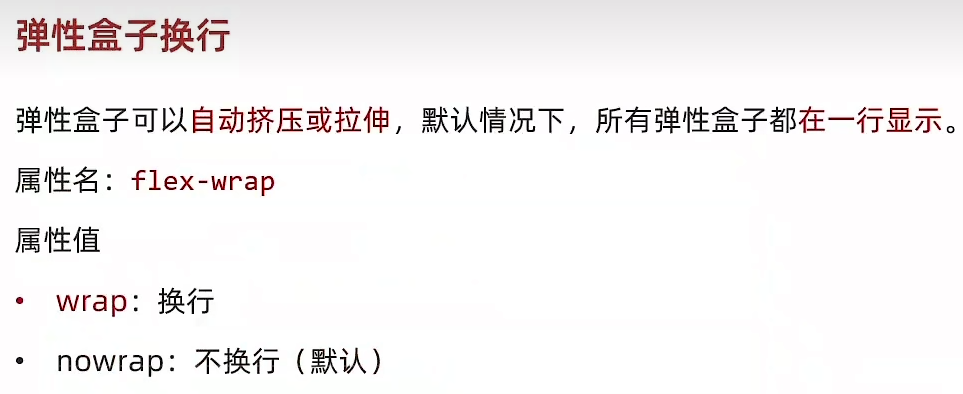 弹性盒子换行
弹性盒子可以自动挤压或拉伸，默认情况下，所有弹性盒子都在一行显示。
属性名：flex-wrap
属性值
• wrap：换行
• nowrap：不换行（默认）